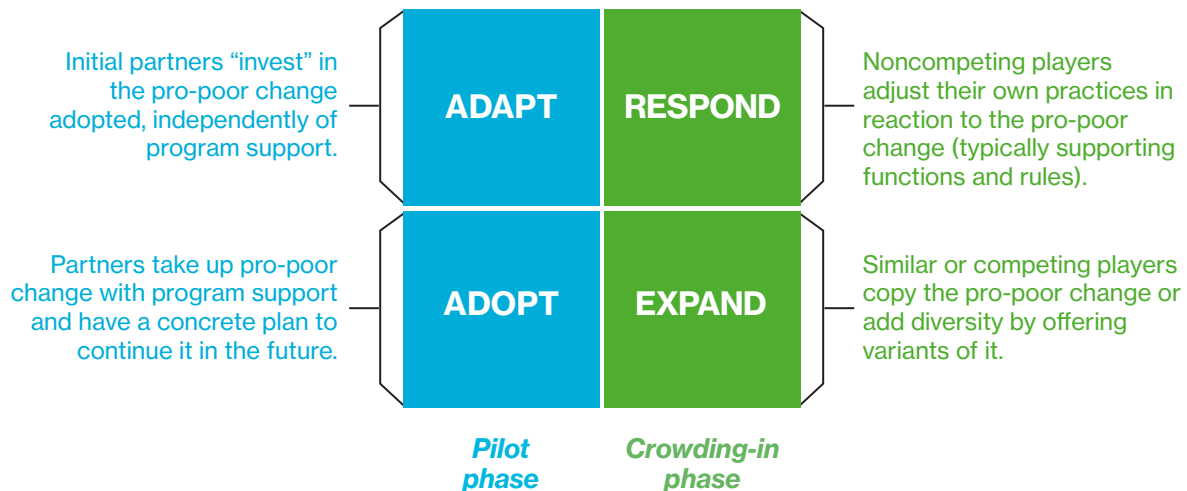 Initial partners “invest” in
the pro-poor change
adopted, independently of
program support.
ADAPT
RESPOND
Noncompeting players
adjust their own practices in
reaction to the pro-poor
change (typically supporting
functions and rules).
Partners take up pro-poor
change with program support
and have a concrete plan to
continue it in the future.
ADOPT
EXPAND
Similar or competing players
copy the pro-poor change or
add diversity by offering
variants of it.
Pilot
phase
Crowding-in
phase